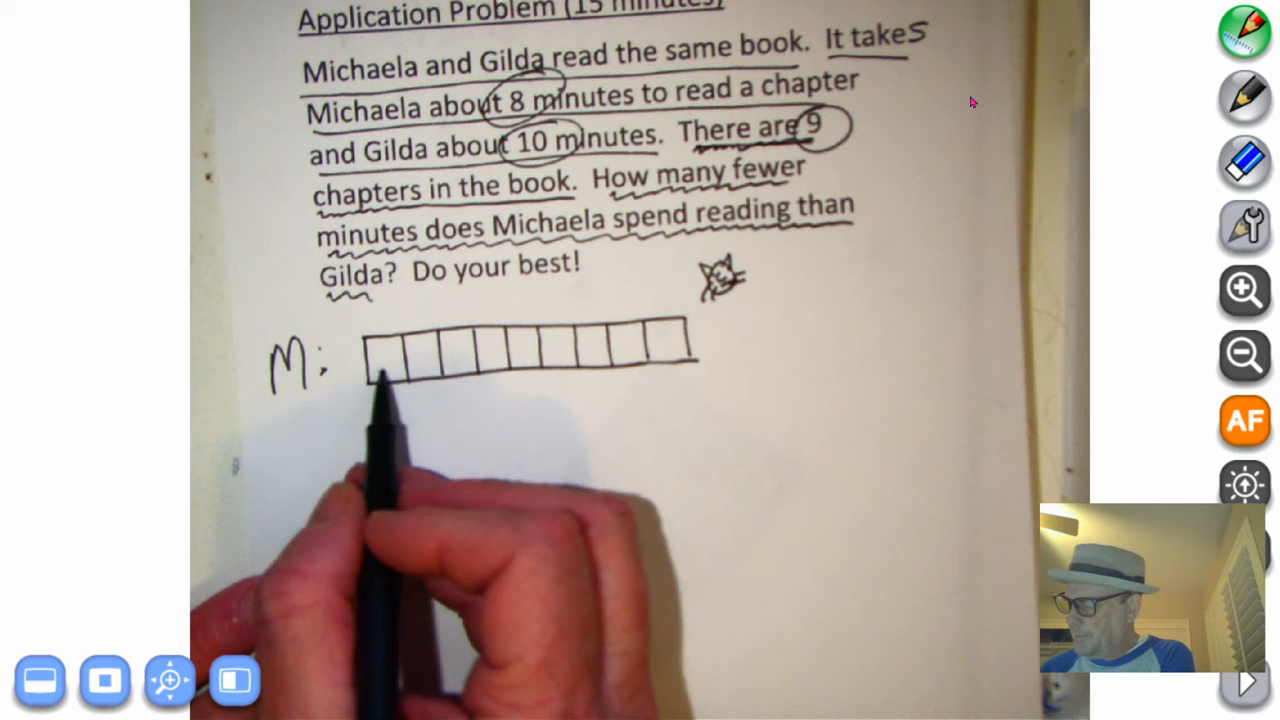 Application Problem (15 minutes)
Michaela and Gilda read the same book. It takes
Michaela about 8 minutes to read a chapter
and Gilda about 10 minutes. There are 9
chapters in the book. How many fewer
minutes does Michaela spend reading than
Gilda? Do your best!
M:
AF